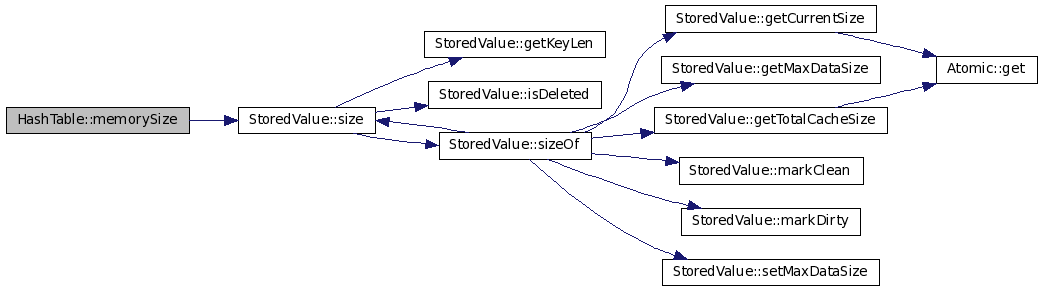 HashTable::memorySize
StoredValue::size
StoredValue::getKeyLen
StoredValue::isDeleted
StoredValue::sizeOf
StoredValue::getCurrentSize
StoredValue::getMaxDataSize
StoredValue::getTotalCacheSize
StoredValue::markClean
StoredValue::markDirty
StoredValue::setMaxDataSize
Atomic::get